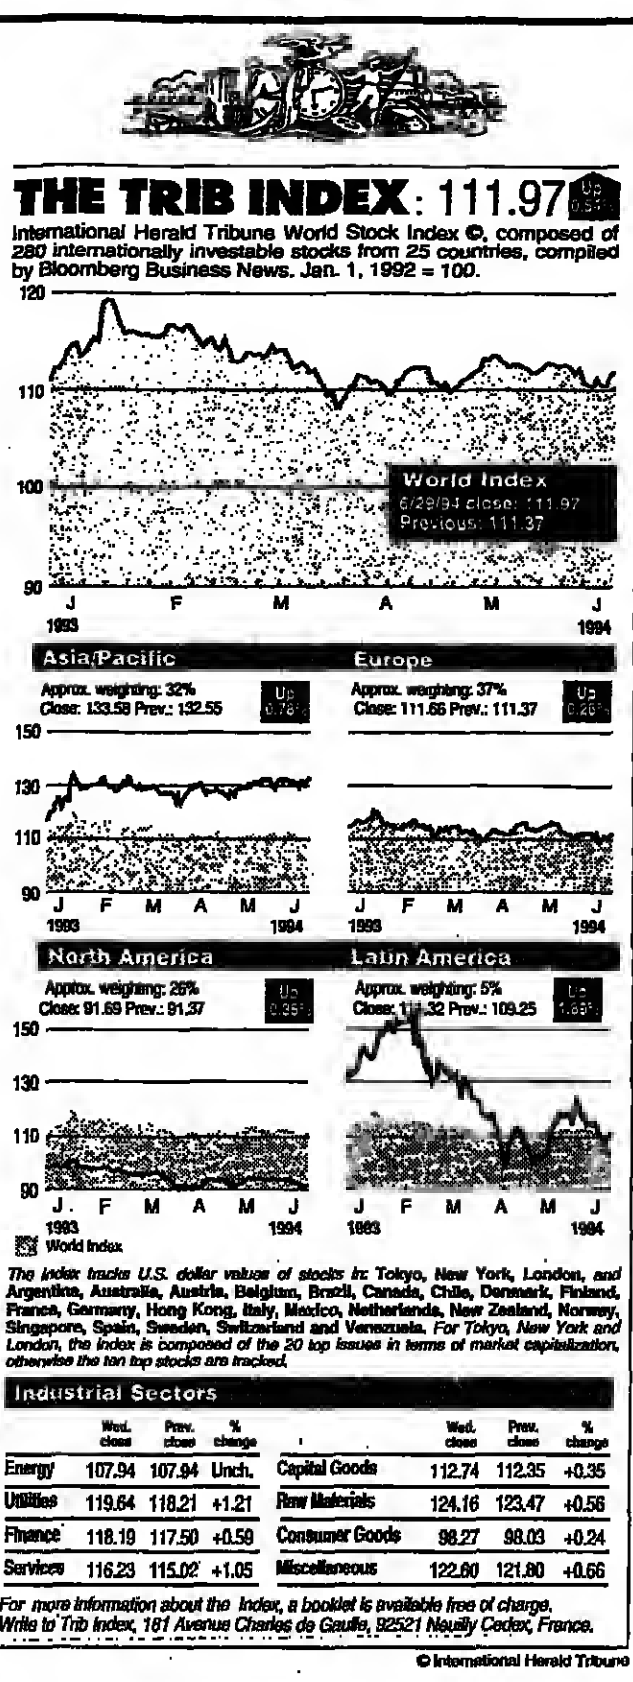 THE TRIB INDEX: 111.97 Up 0.54%
International Herald Tribune World Stock Index ©, composed of
280 internationally investable stocks from 25 countries, compiled
by Bloomberg Business News. Jan. 1, 1992 = 100.
120
110
100
90
World Index
6/29/94 close: 111.97
Previous: 111.37
J F M A M J
1993 1994
Asia/Pacific
Approx. weighting: 32%
Close: 133.58 Prev.: 132.55
Up
0.78%
150
130
110
90
J F M A M J
1993 1994
Europe
Approx. weighting: 37%
Close: 111.66 Prev.: 111.37
Up
0.26%
J F M A M J
1993 1994
North America
Approx. weighting: 26%
Close: 91.69 Prev.: 91.37
Up
0.35%
150
130
110
90
J F M A M J
1993 1994
World Index
Latin America
Approx. weighting: 5%
Close: Prev.: 109.25
Up
J F M A M J
1993 1994
The index tracks U.S. dollar values of stocks in: Tokyo, New York, London, and
Argentina, Australia, Austria, Belgium, Brazil, Canada, Chile, Denmark, Finland,
France, Germany, Hong Kong, Italy, Mexico, Netherlands, New Zealand, Norway,
Singapore, Spain, Sweden, Switzerland and Venezuela. For Tokyo, New York and
London, the index is composed of the 20 top issues in terms of market capitalization,
otherwise the ten top stocks are tracked.
Industrial Sectors
Wed. close Prev. close % change Wed. close Prev. close % change
Energy 107.94 107.94 Unch. Capital Goods 112.74 112.35 +0.35
Utilities 119.64 118.21 +1.21 Raw Materials 124.16 123.47 +0.56
Finance 118.19 117.50 +0.59 Consumer Goods 98.27 98.03 +0.24
Services 116.23 115.02 +1.05 Miscellaneous 122.60 121.80 +0.66
For more information about the Index, a booklet is available free of charge.
Write to Trib Index, 181 Avenue Charles de Gaulle, 92521 Neuilly Cedex, France.
© International Herald Tribune